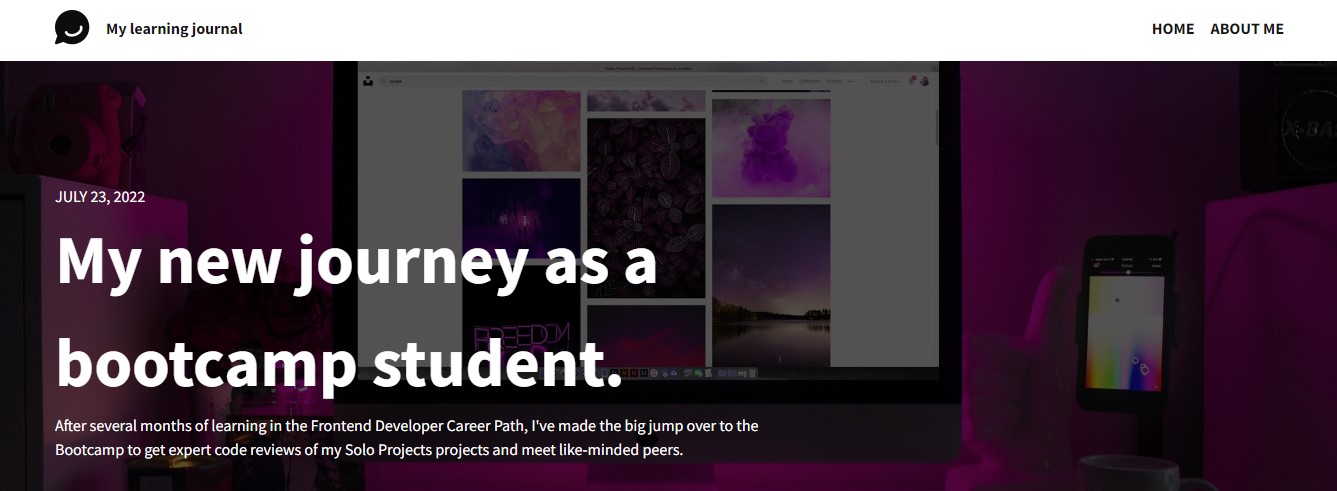 My learning journal
HOME ABOUT ME
JULY 23, 2022
My new journey as a
bootcamp student.
After several months of learning in the Frontend Developer Career Path, I've made the big jump over to the
Bootcamp to get expert code reviews of my Solo Projects projects and meet like-minded peers.
FREEDOM